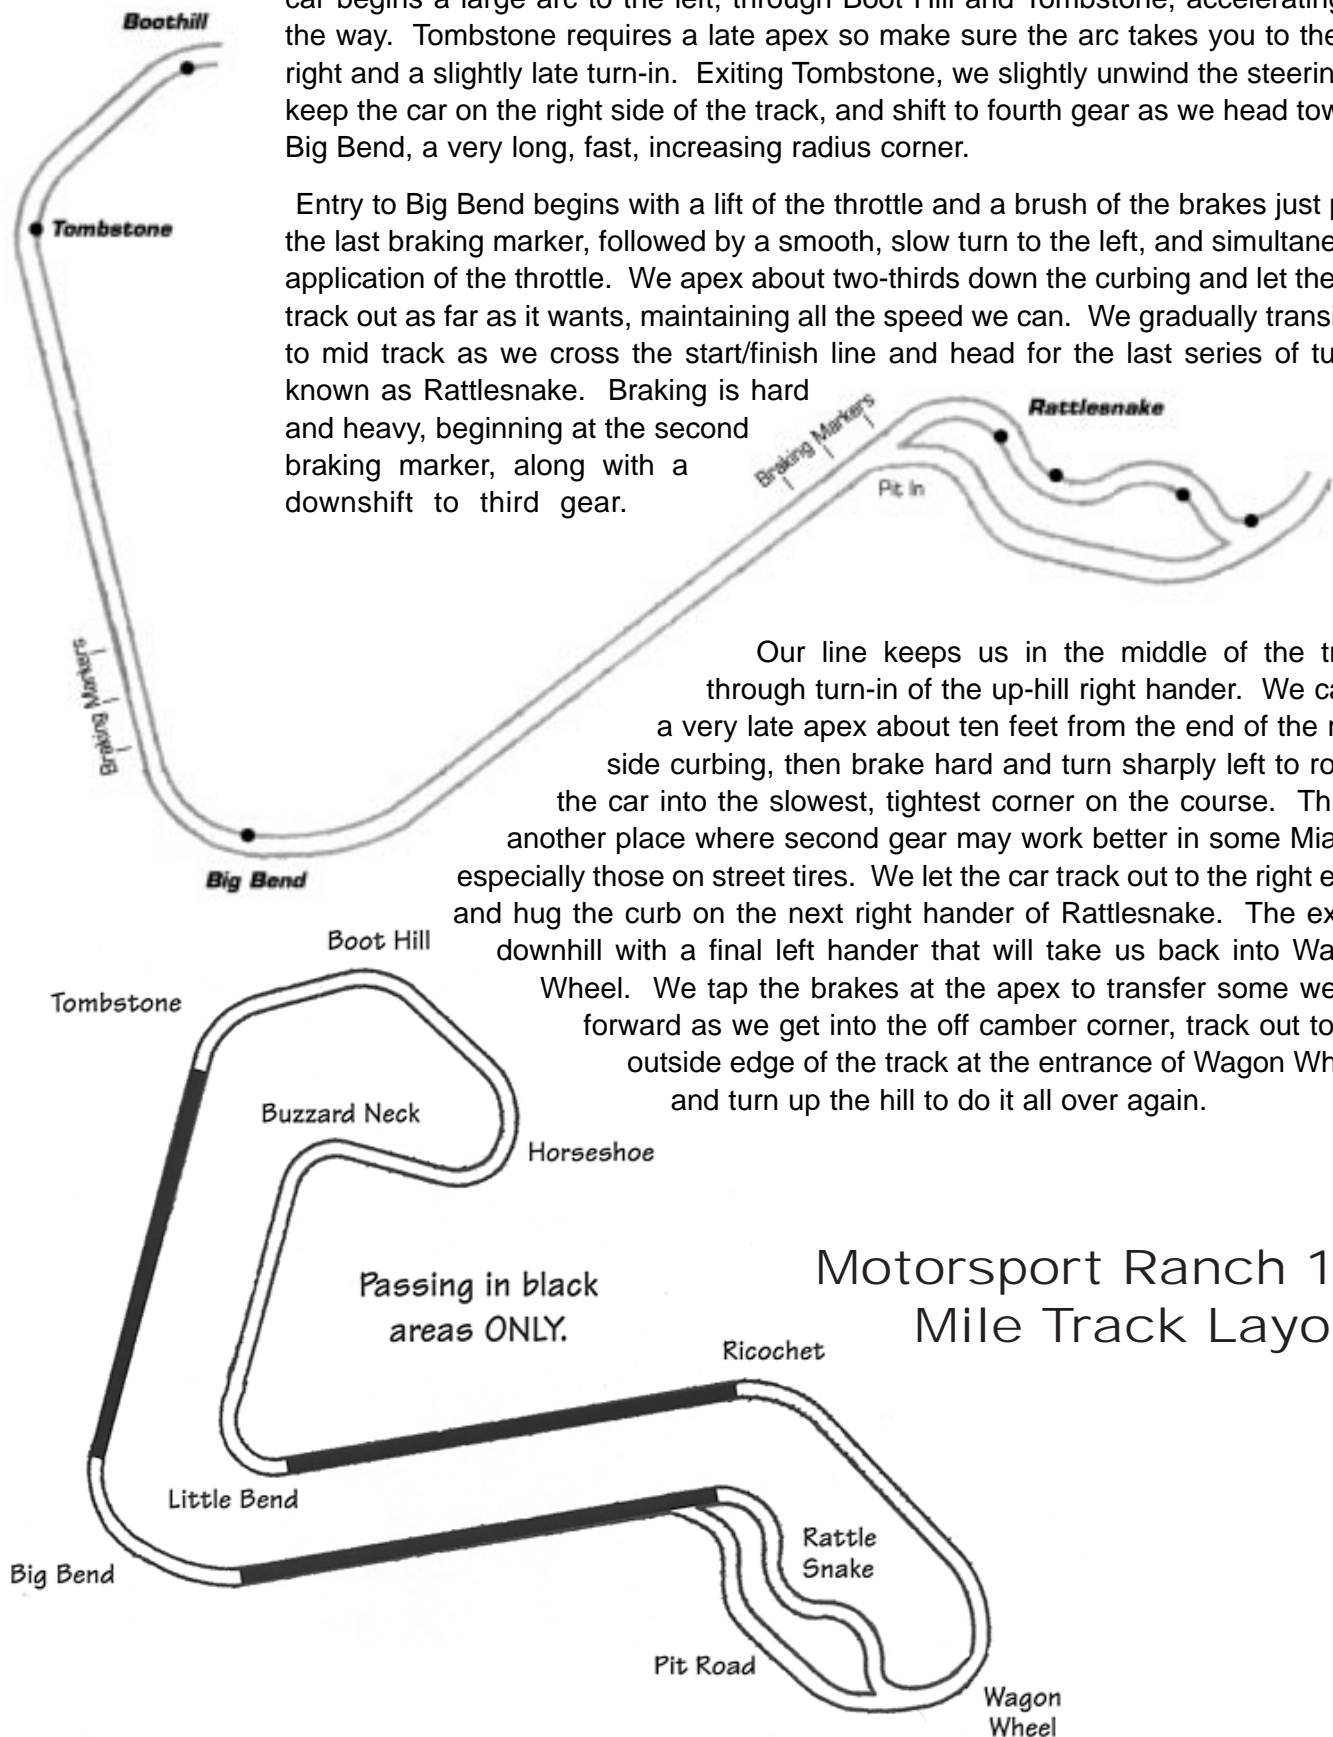 car begins a large arc to the left, through Boot Hill and Tombstone, accelerating
the way. Tombstone requires a late apex so make sure the arc takes you to the
right and a slightly late turn-in. Exiting Tombstone, we slightly unwind the steerin
keep the car on the right side of the track, and shift to fourth gear as we head tow
Big Bend, a very long, fast, increasing radius corner.
Entry to Big Bend begins with a lift of the throttle and a brush of the brakes just p
the last braking marker, followed by a smooth, slow turn to the left, and simultane
application of the throttle. We apex about two-thirds down the curbing and let the
track out as far as it wants, maintaining all the speed we can. We gradually transi
to mid track as we cross the start/finish line and head for the last series of tu
known as Rattlesnake. Braking is hard
and heavy, beginning at the second
braking marker, along with a
downshift to third gear.
Boothill
Tombstone
Braking Markers
Big Bend
Braking Markers
Pit In
Rattlesnake
Our line keeps us in the middle of the tr
through turn-in of the up-hill right hander. We ca
a very late apex about ten feet from the end of the r
side curbing, then brake hard and turn sharply left to ro
the car into the slowest, tightest corner on the course. Th
another place where second gear may work better in some Mia
especially those on street tires. We let the car track out to the right e
and hug the curb on the next right hander of Rattlesnake. The ex
downhill with a final left hander that will take us back into Wa
Wheel. We tap the brakes at the apex to transfer some we
forward as we get into the off camber corner, track out to
outside edge of the track at the entrance of Wagon Wh
and turn up the hill to do it all over again.
Boot Hill
Tombstone
Buzzard Neck
Horseshoe
Passing in black
areas ONLY.
Motorsport Ranch 1
Mile Track Layo
Ricochet
Little Bend
Rattle
Snake
Big Bend
Pit Road
Wagon
Wheel